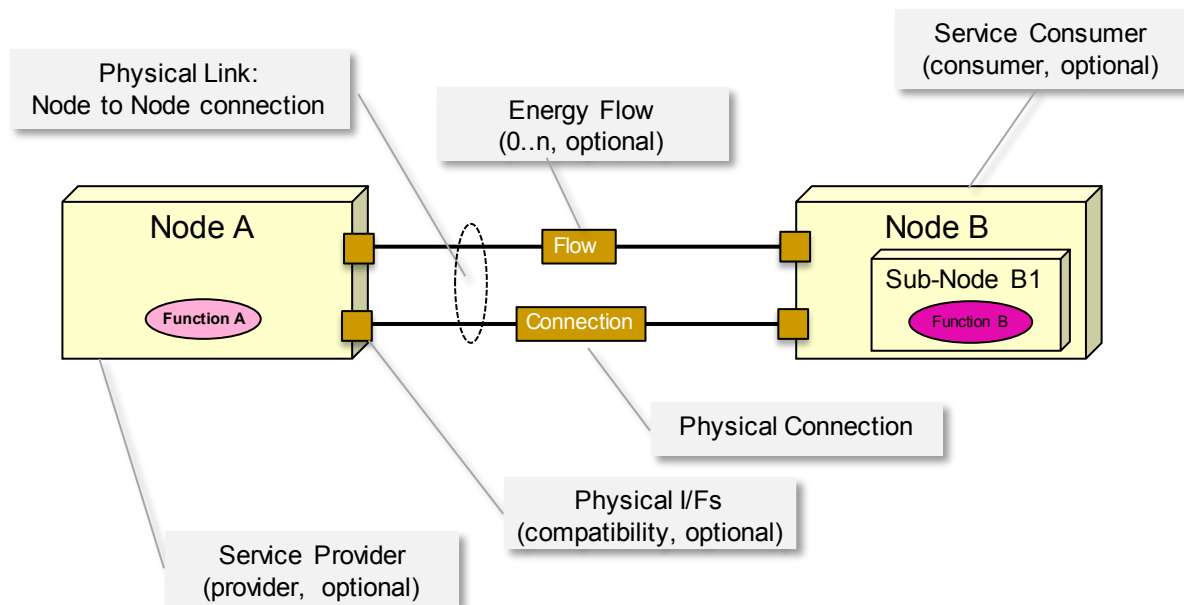 Service Consumer
(consumer, optional)
Physical Link:
Node to Node connection
Energy Flow
(0..n, optional)
Node A
Node B
Flow
Sub-Node B1
Function A
Connection
Function B
Physical Connection
Physical I/Fs
(compatibility, optional)
Service Provider
(provider, optional)